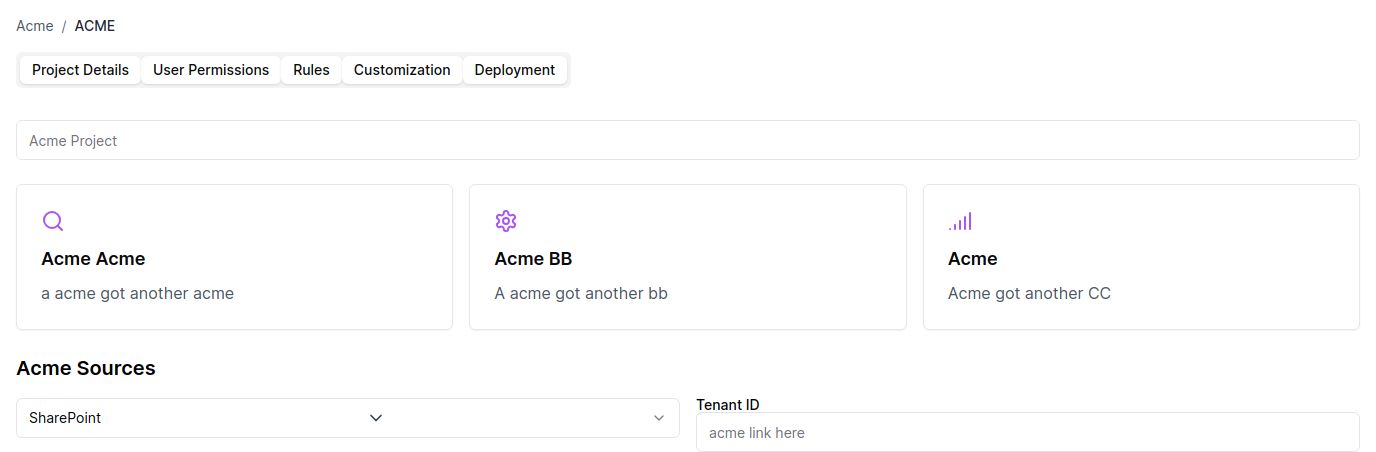 Acme / ACME
Project Details User Permissions Rules Customization Deployment
Acme Project
Acme Acme
a acme got another acme
Acme BB
A acme got another bb
Acme
Acme got another CC
Acme Sources
SharePoint
Tenant ID
acme link here